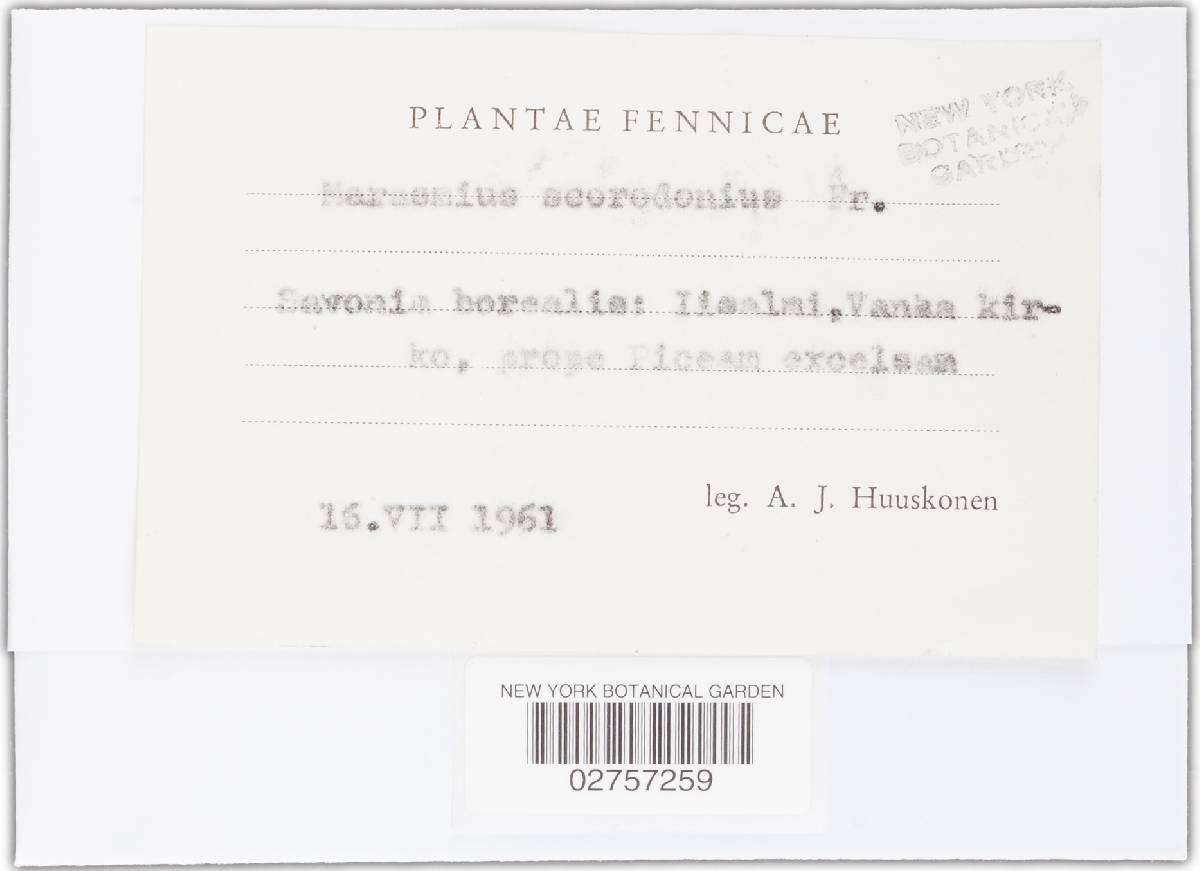 PLANTAE FENNICAE
NEW YORK
BOTANICAL
GARDEN
Marasmius scorodonius Fr.
Savonia borealis: Iisalmi,Vanha kir-
ko, prope Piceam excelsam
16.VII 1961
leg. A. J. Huuskonen
NEW YORK BOTANICAL GARDEN
02757259